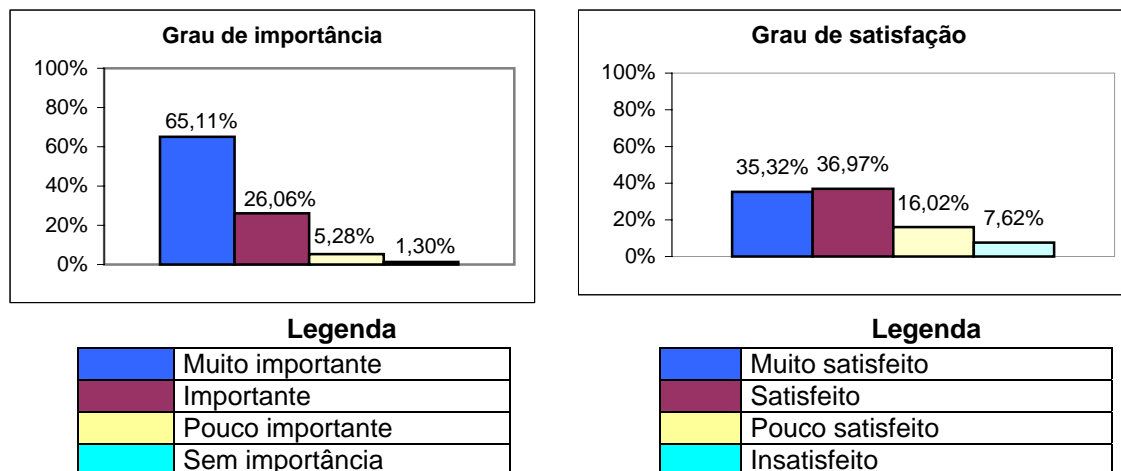 Grau de importância
100%
80%
60%
40%
20%
0%
65,11%
26,06%
5,28%
1,30%
Legenda
Muito importante
Importante
Pouco importante
Sem importância
Grau de satisfação
100%
80%
60%
40%
20%
0%
35,32%
36,97%
16,02%
7,62%
Legenda
Muito satisfeito
Satisfeito
Pouco satisfeito
Insatisfeito